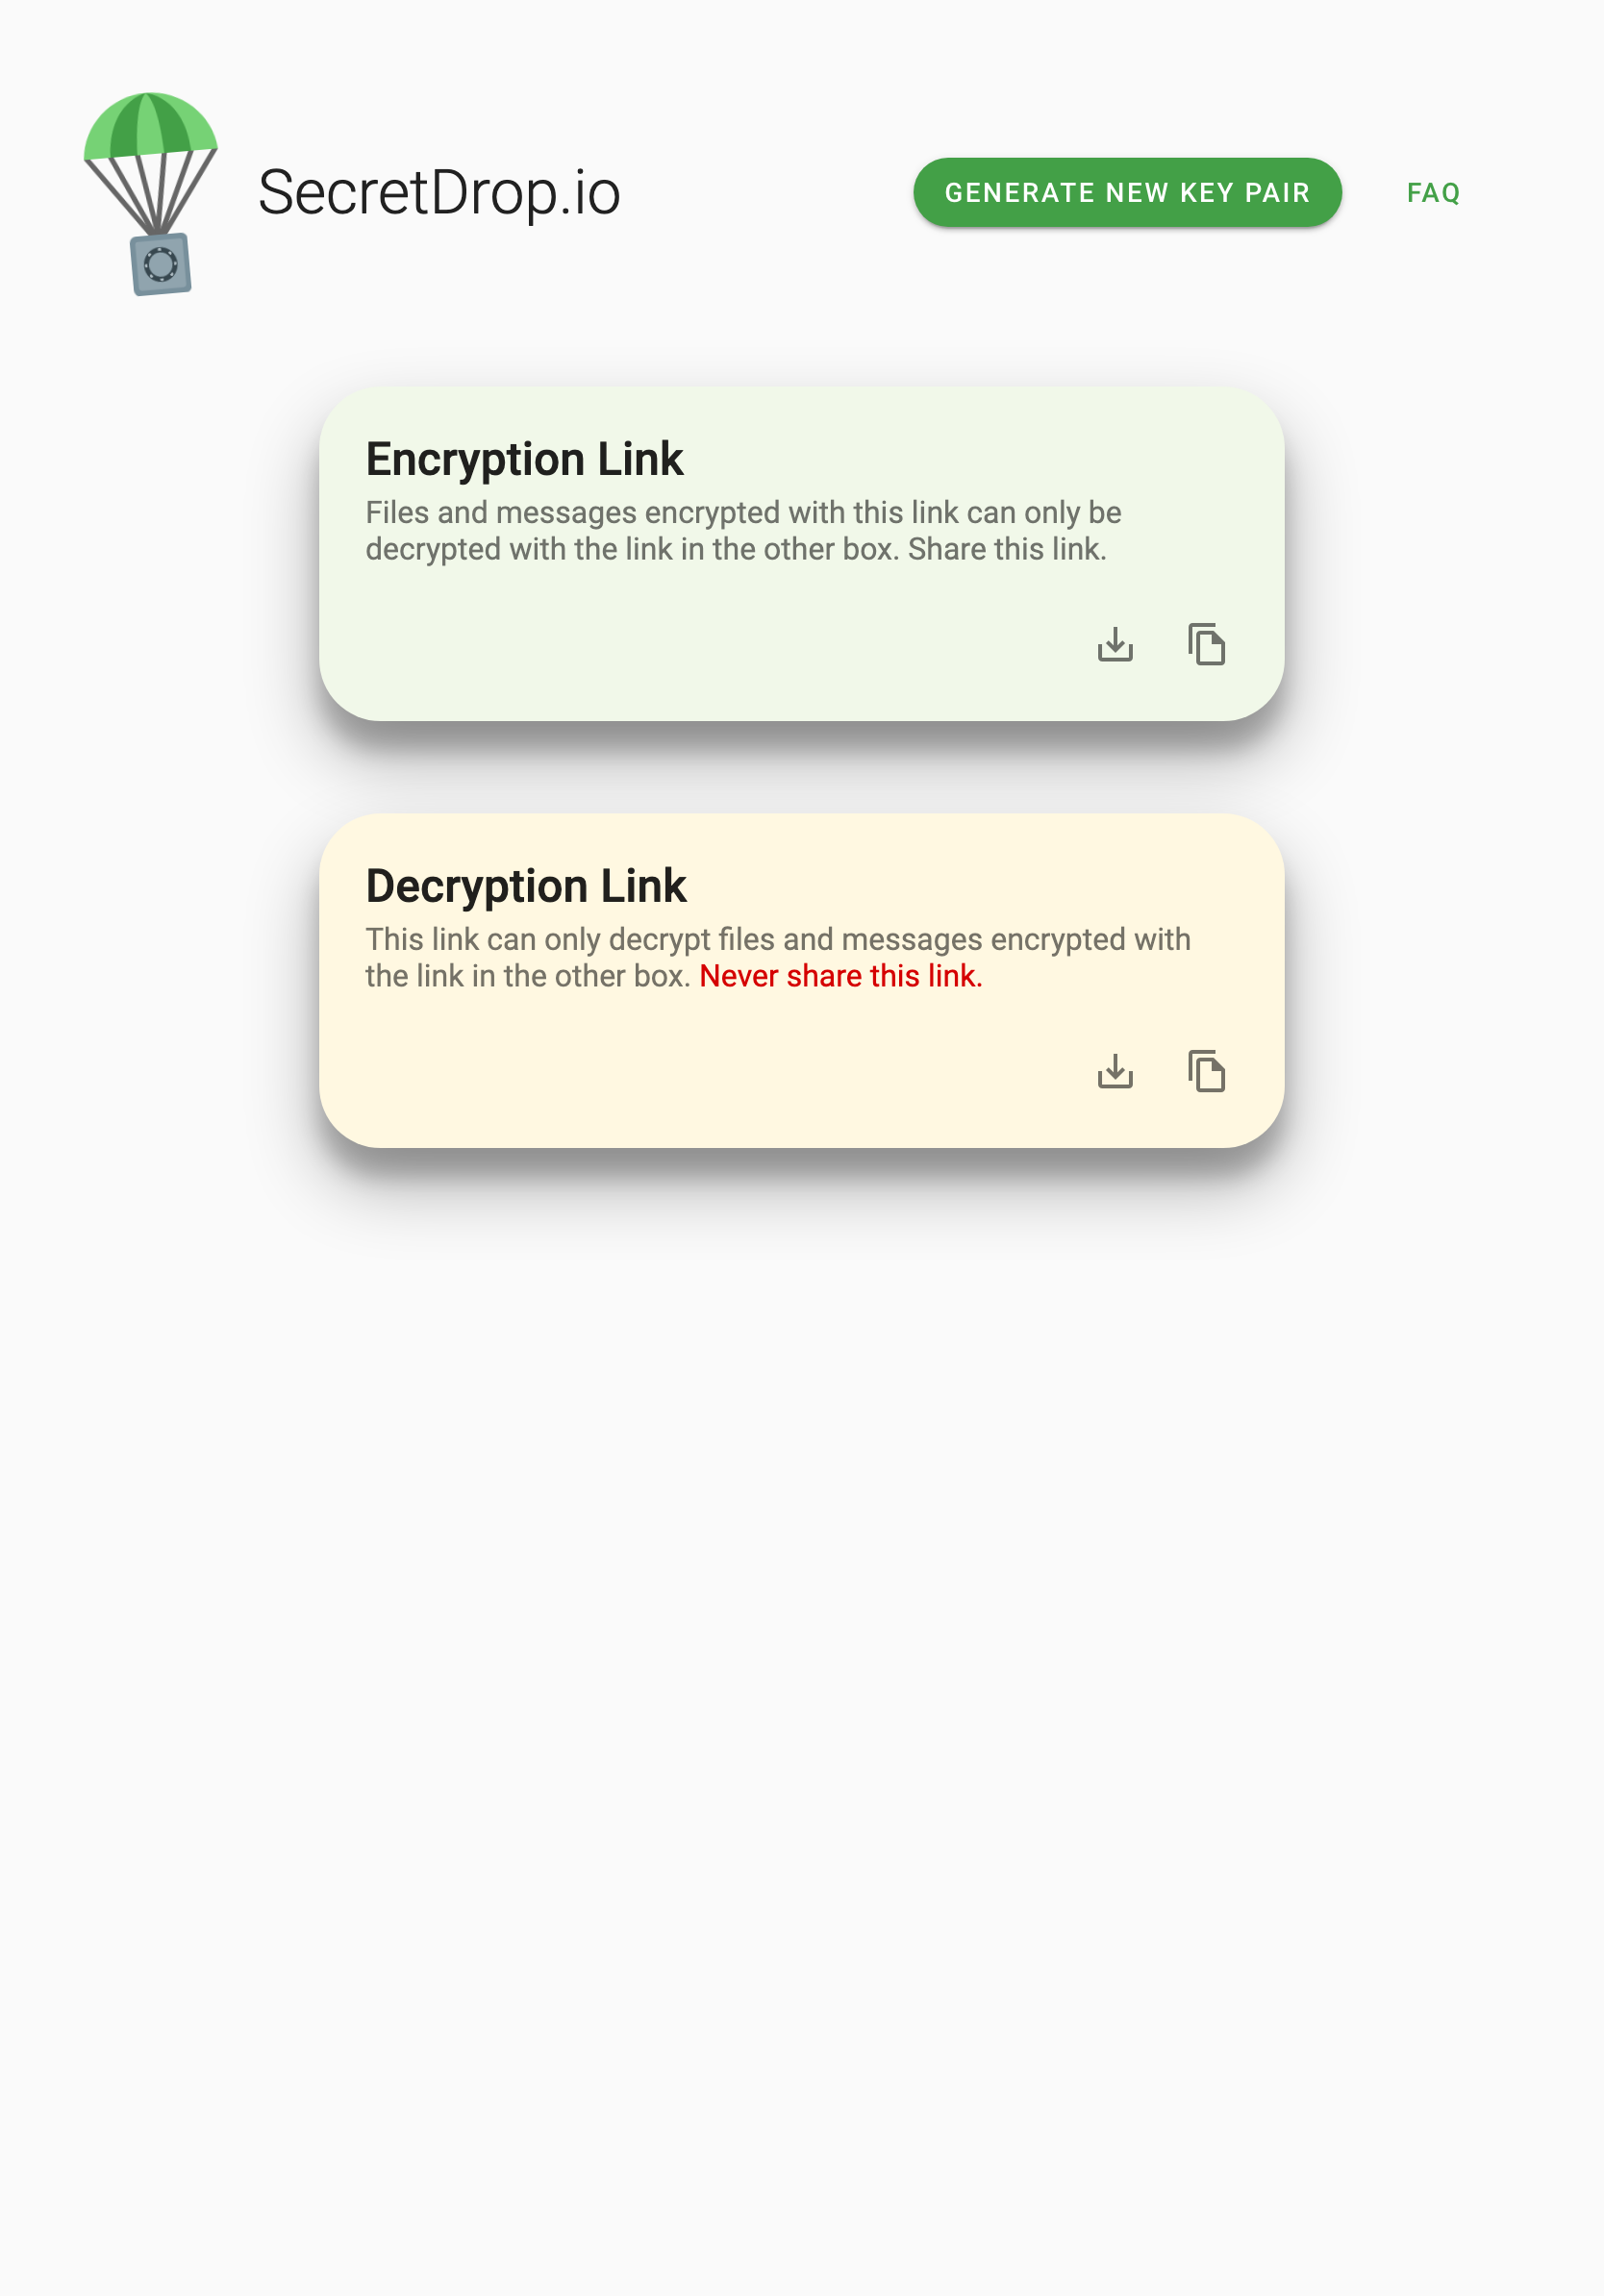 SecretDrop.io
GENERATE NEW KEY PAIR
FAQ
Encryption Link
Files and messages encrypted with this link can only be
decrypted with the link in the other box. Share this link.
Decryption Link
This link can only decrypt files and messages encrypted with
the link in the other box. Never share this link.